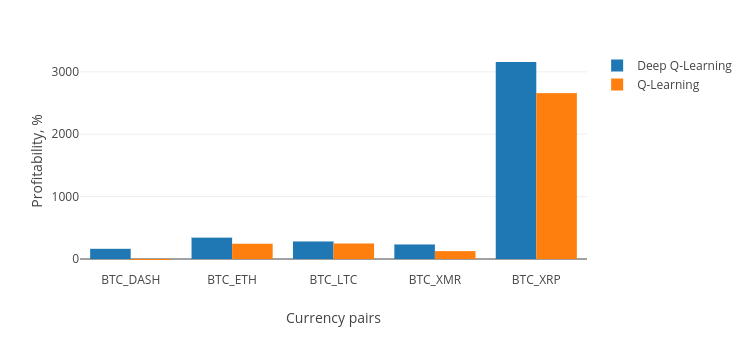 Deep Q-Learning
Q-Learning
Profitability, %
3000
2000
1000
0
BTC_DASH
BTC_ETH
BTC_LTC
BTC_XMR
BTC_XRP
Currency pairs